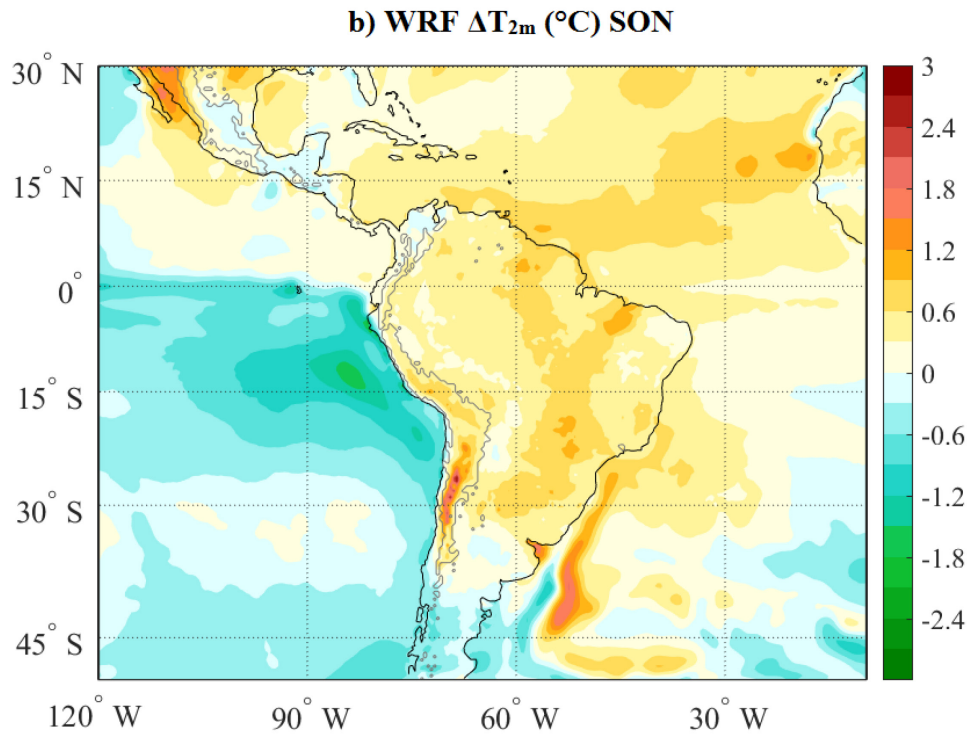 b) WRF ΔT2m (°C) SON
30° N
15° N
0°
15° S
30° S
45° S
120° W
90° W
60° W
30° W
3
2.4
1.8
1.2
0.6
0
-0.6
-1.2
-1.8
-2.4